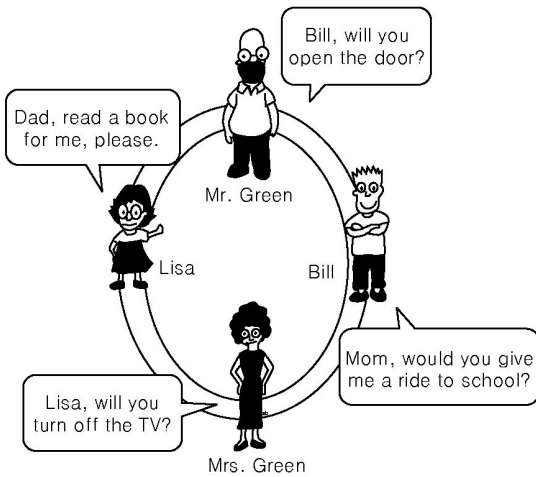 Bill, will you
open the door?
Dad, read a book
for me, please.
Mr. Green
Lisa
Bill
Mom, would you give
me a ride to school?
Lisa, will you
turn off the TV?
Mrs. Green